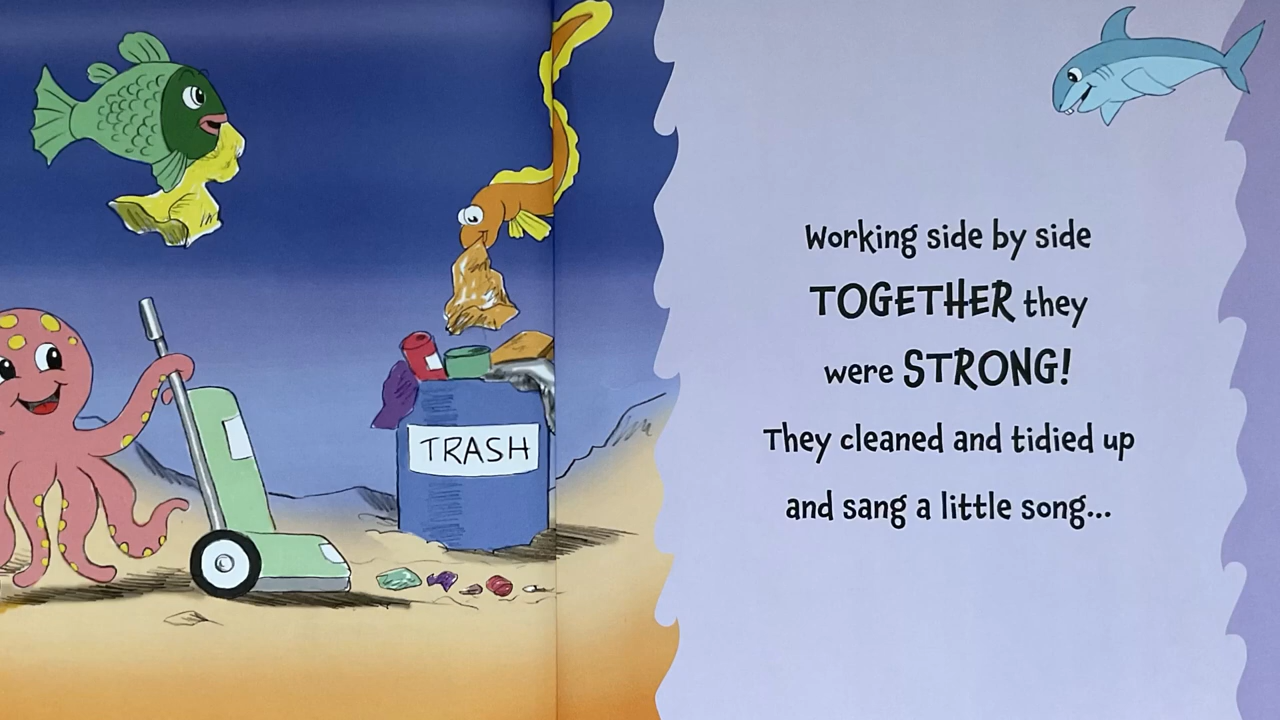 TRASH
Working side by side
TOGETHER they
were STRONG!
They cleaned and tidied up
and sang a little song...